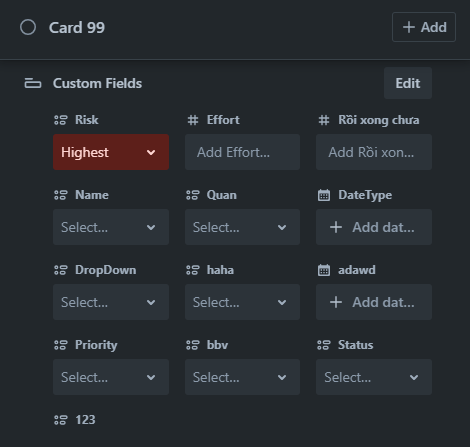 Card 99
Add
Custom Fields
Edit
Risk
Effort
Rồi xong chưa
Highest
Add Effort...
Add Rồi xon...
Name
Quan
DateType
Select...
Select...
Add dat...
DropDown
haha
adawd
Select...
Select...
Add dat...
Priority
bbv
Status
Select...
Select...
Select...
123